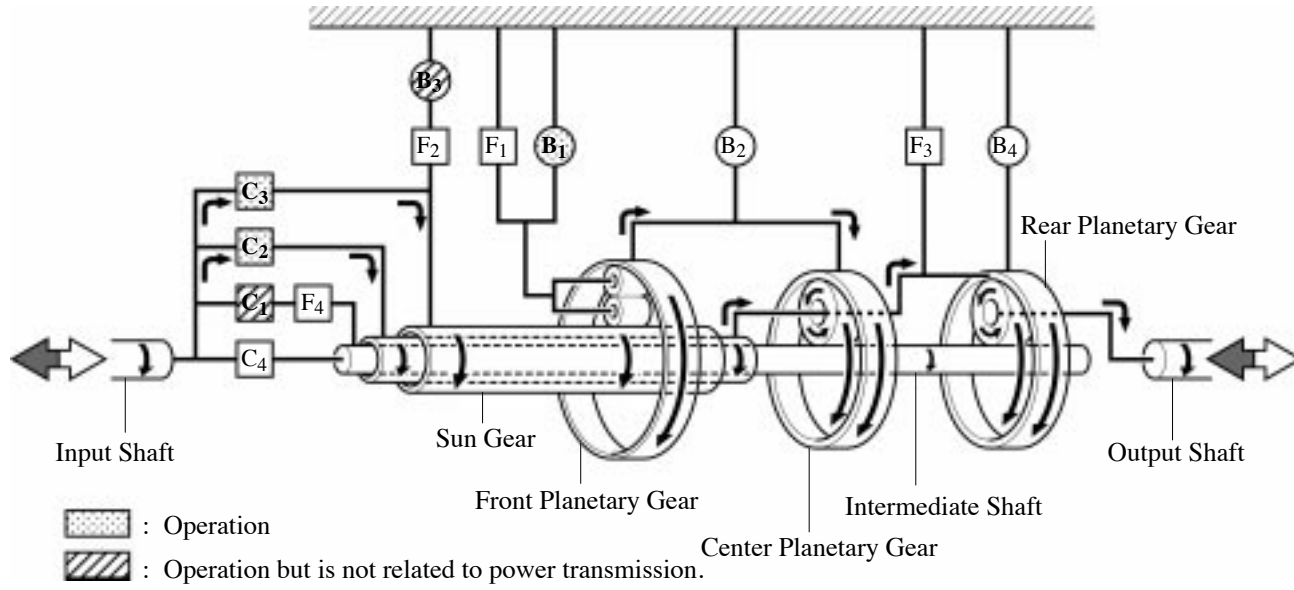 B3
F2
F1
B1
B2
F3
B4
C3
C2
C1
F4
C4
Rear Planetary Gear
Input Shaft
Sun Gear
Output Shaft
Front Planetary Gear
Intermediate Shaft
Center Planetary Gear
: Operation
: Operation but is not related to power transmission.